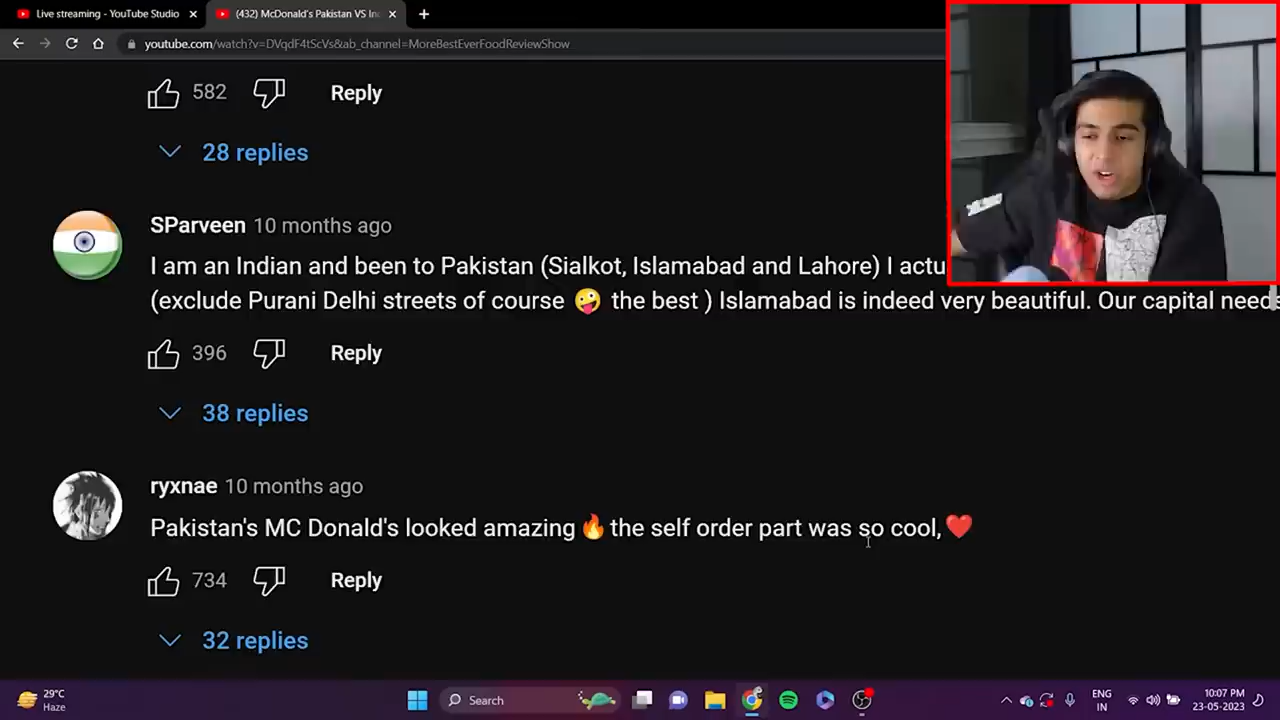 Live streaming - YouTube Studio
(432) McDonald's Pakistan VS In
youtube.com/watch?v=DVqdF4tScVs&ab_channel=MoreBestEverFoodReviewShow
582
Reply
28 replies
SParveen 10 months ago
I am an Indian and been to Pakistan (Sialkot, Islamabad and Lahore) I actu
(exclude Purani Delhi streets of course 🤪 the best ) Islamabad is indeed very beautiful. Our capital needs
396
Reply
38 replies
ryxnae 10 months ago
Pakistan's MC Donald's looked amazing 🔥 the self order part was so cool, ❤️
734
Reply
32 replies
29°C
Haze
Search
ENG
IN
10:07 PM
23-05-2023